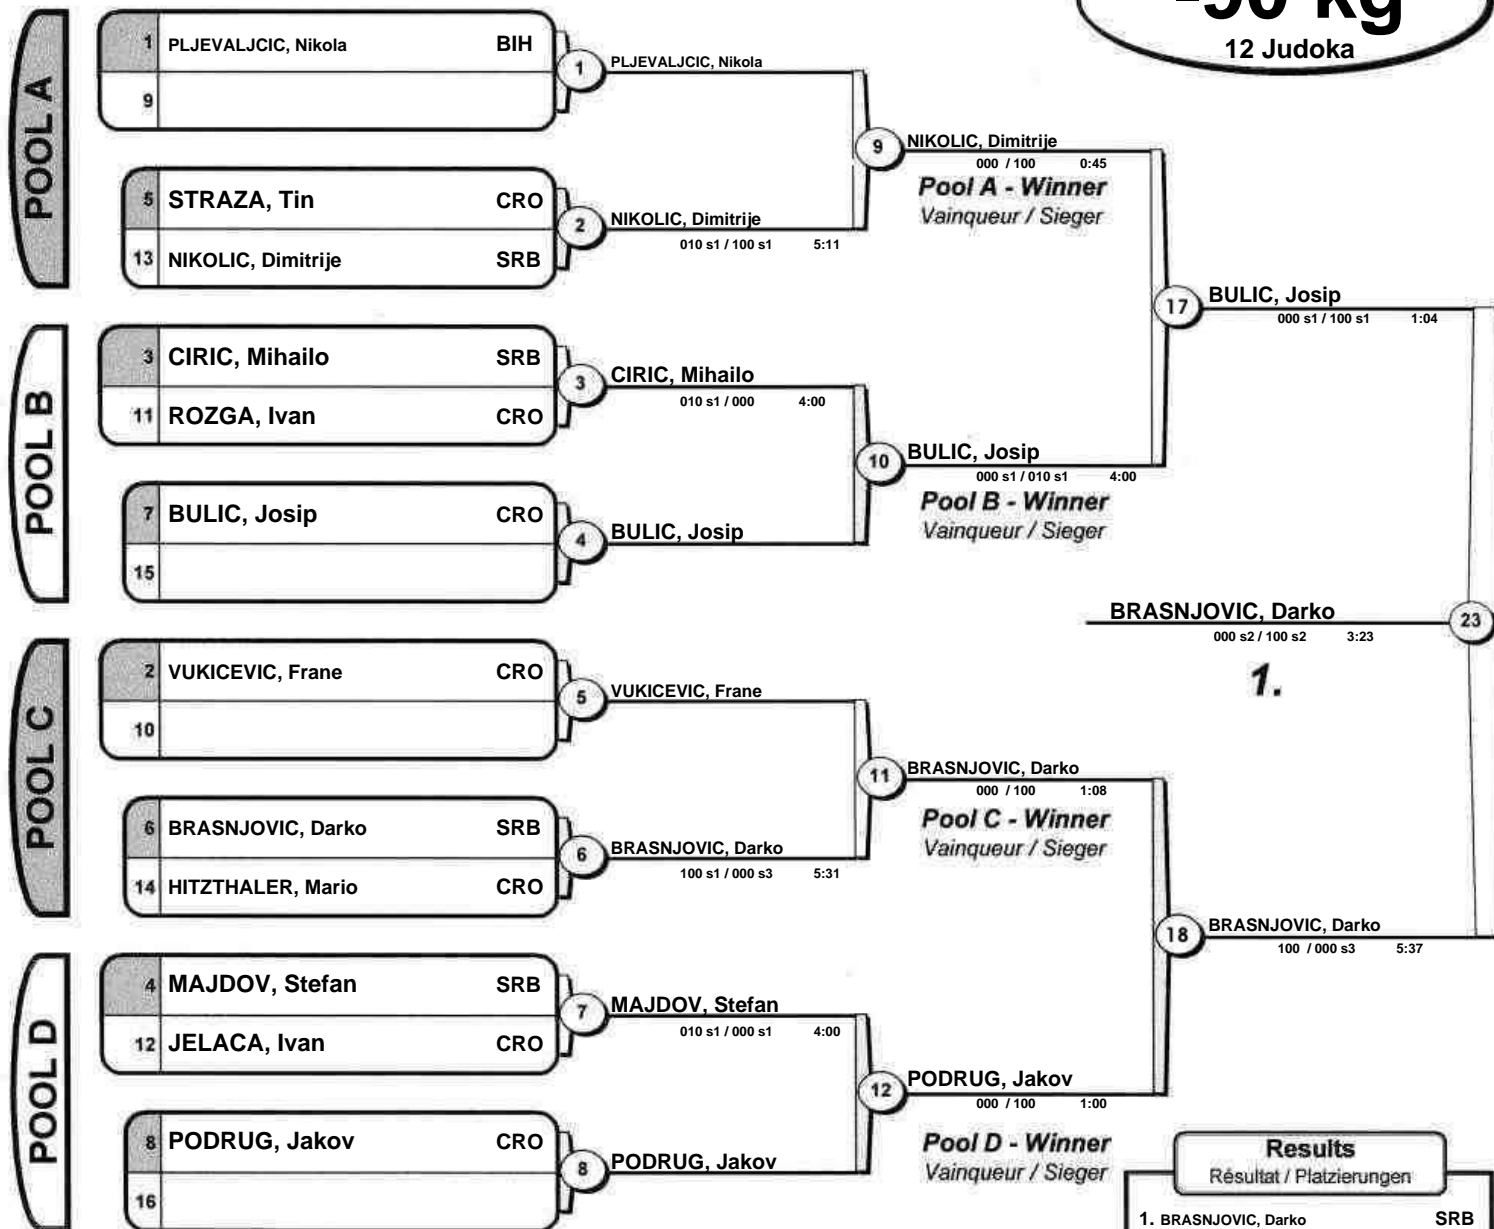 -90 kg
12 Judoka
POOL A
1 PLJEVALJCIC, Nikola BIH
9
1 PLJEVALJCIC, Nikola
5 STRAZA, Tin CRO
13 NIKOLIC, Dimitrije SRB
2 NIKOLIC, Dimitrije
010 s1 / 100 s1 5:11
9 NIKOLIC, Dimitrije
000 / 100 0:45
Pool A - Winner
Vainqueur / Sieger
POOL B
3 CIRIC, Mihailo SRB
11 ROZGA, Ivan CRO
3 CIRIC, Mihailo
010 s1 / 000 4:00
7 BULIC, Josip CRO
15
4 BULIC, Josip
10 BULIC, Josip
000 s1 / 010 s1 4:00
Pool B - Winner
Vainqueur / Sieger
17 BULIC, Josip
000 s1 / 100 s1 1:04
BRASNJOVIC, Darko 23
000 s2 / 100 s2 3:23
1.
POOL C
2 VUKICEVIC, Frane CRO
10
5 VUKICEVIC, Frane
6 BRASNJOVIC, Darko SRB
14 HITZTHALER, Mario CRO
6 BRASNJOVIC, Darko
100 s1 / 000 s3 5:31
11 BRASNJOVIC, Darko
000 / 100 1:08
Pool C - Winner
Vainqueur / Sieger
18 BRASNJOVIC, Darko
100 / 000 s3 5:37
POOL D
4 MAJDOV, Stefan SRB
12 JELACA, Ivan CRO
7 MAJDOV, Stefan
010 s1 / 000 s1 4:00
8 PODRUG, Jakov CRO
16
8 PODRUG, Jakov
12 PODRUG, Jakov
000 / 100 1:00
Pool D - Winner
Vainqueur / Sieger
Results
Résultat / Platzierungen
1. BRASNJOVIC, Darko SRB